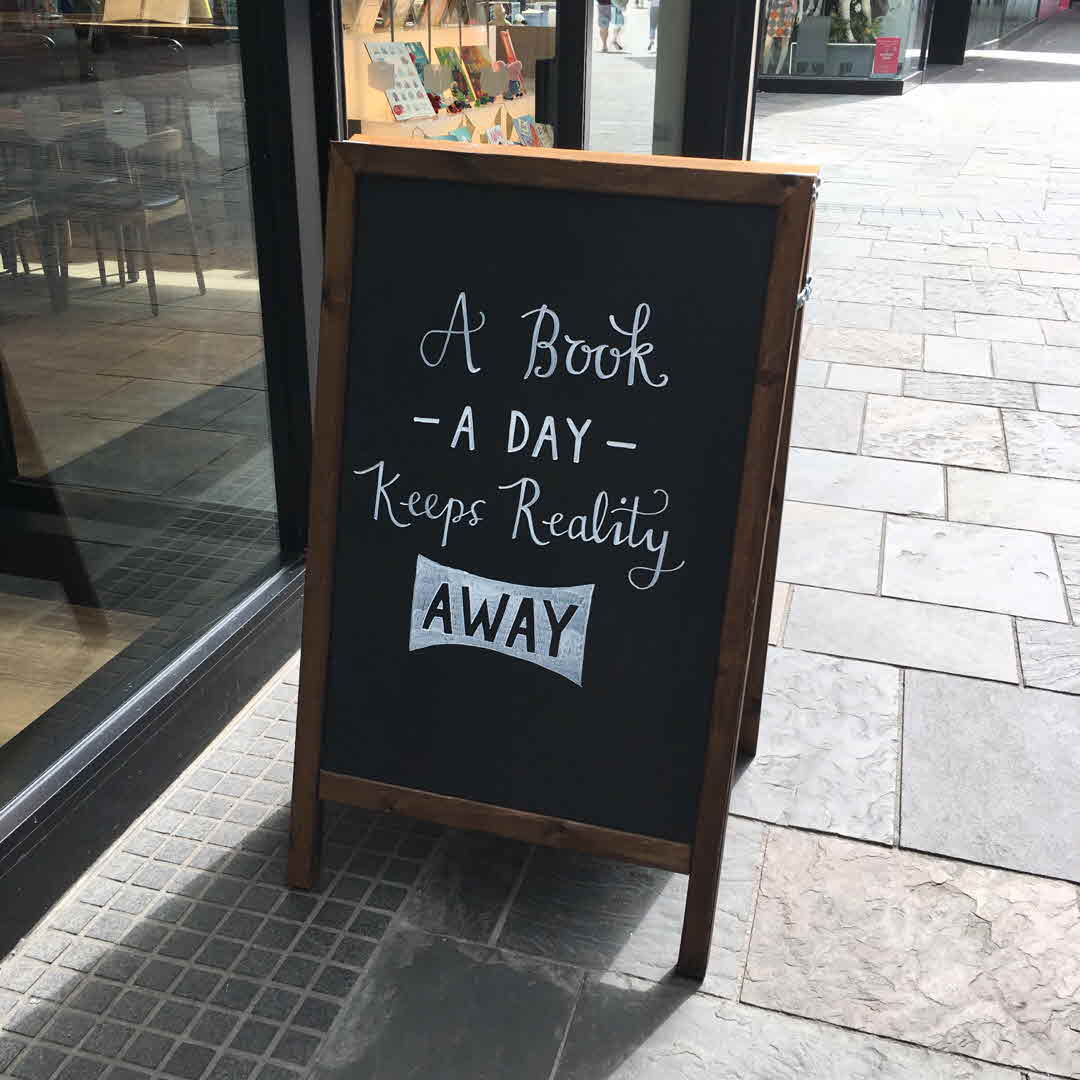 A Book
- A DAY -
Keeps Reality
AWAY